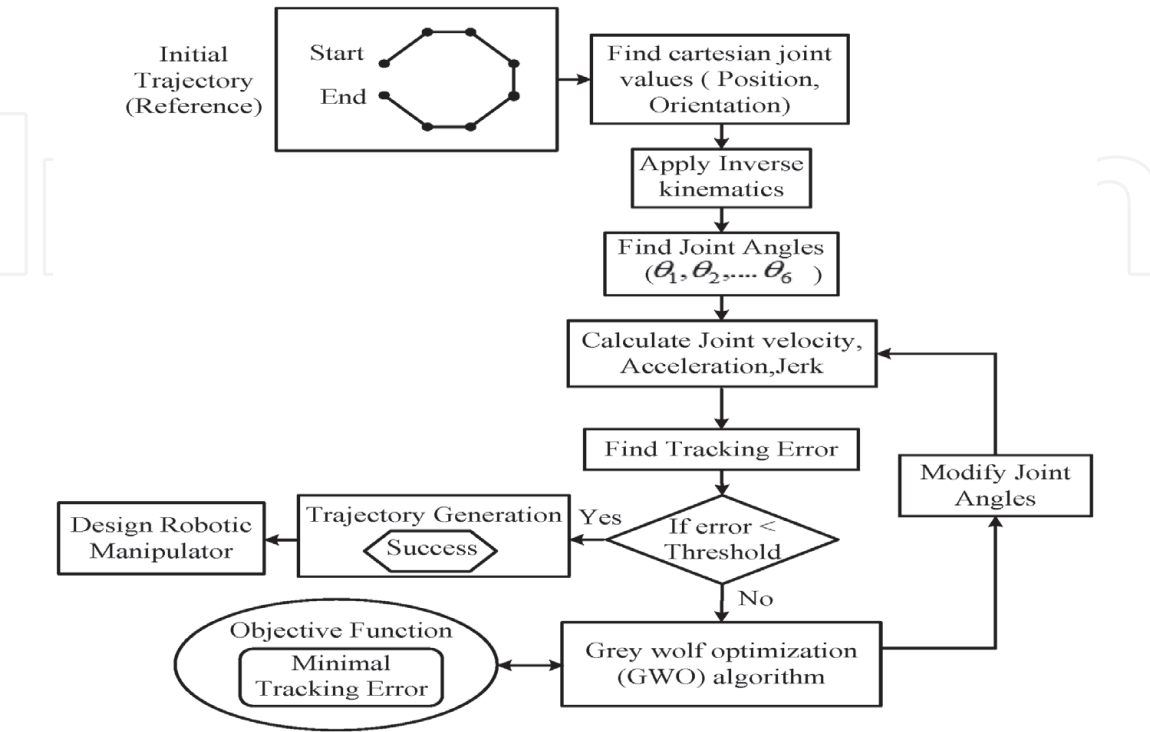 Initial
Trajectory
(Reference)
Start
End
Find cartesian joint
values ( Position,
Orientation)
Apply Inverse
kinematics
Find Joint Angles
(θ1, θ2,.... θ6 )
Calculate Joint velocity,
Acceleration,Jerk
Find Tracking Error
Modify Joint
Angles
If error <
Threshold
Yes
Trajectory Generation
Success
Design Robotic
Manipulator
No
Grey wolf optimization
(GWO) algorithm
Objective Function
Minimal
Tracking Error